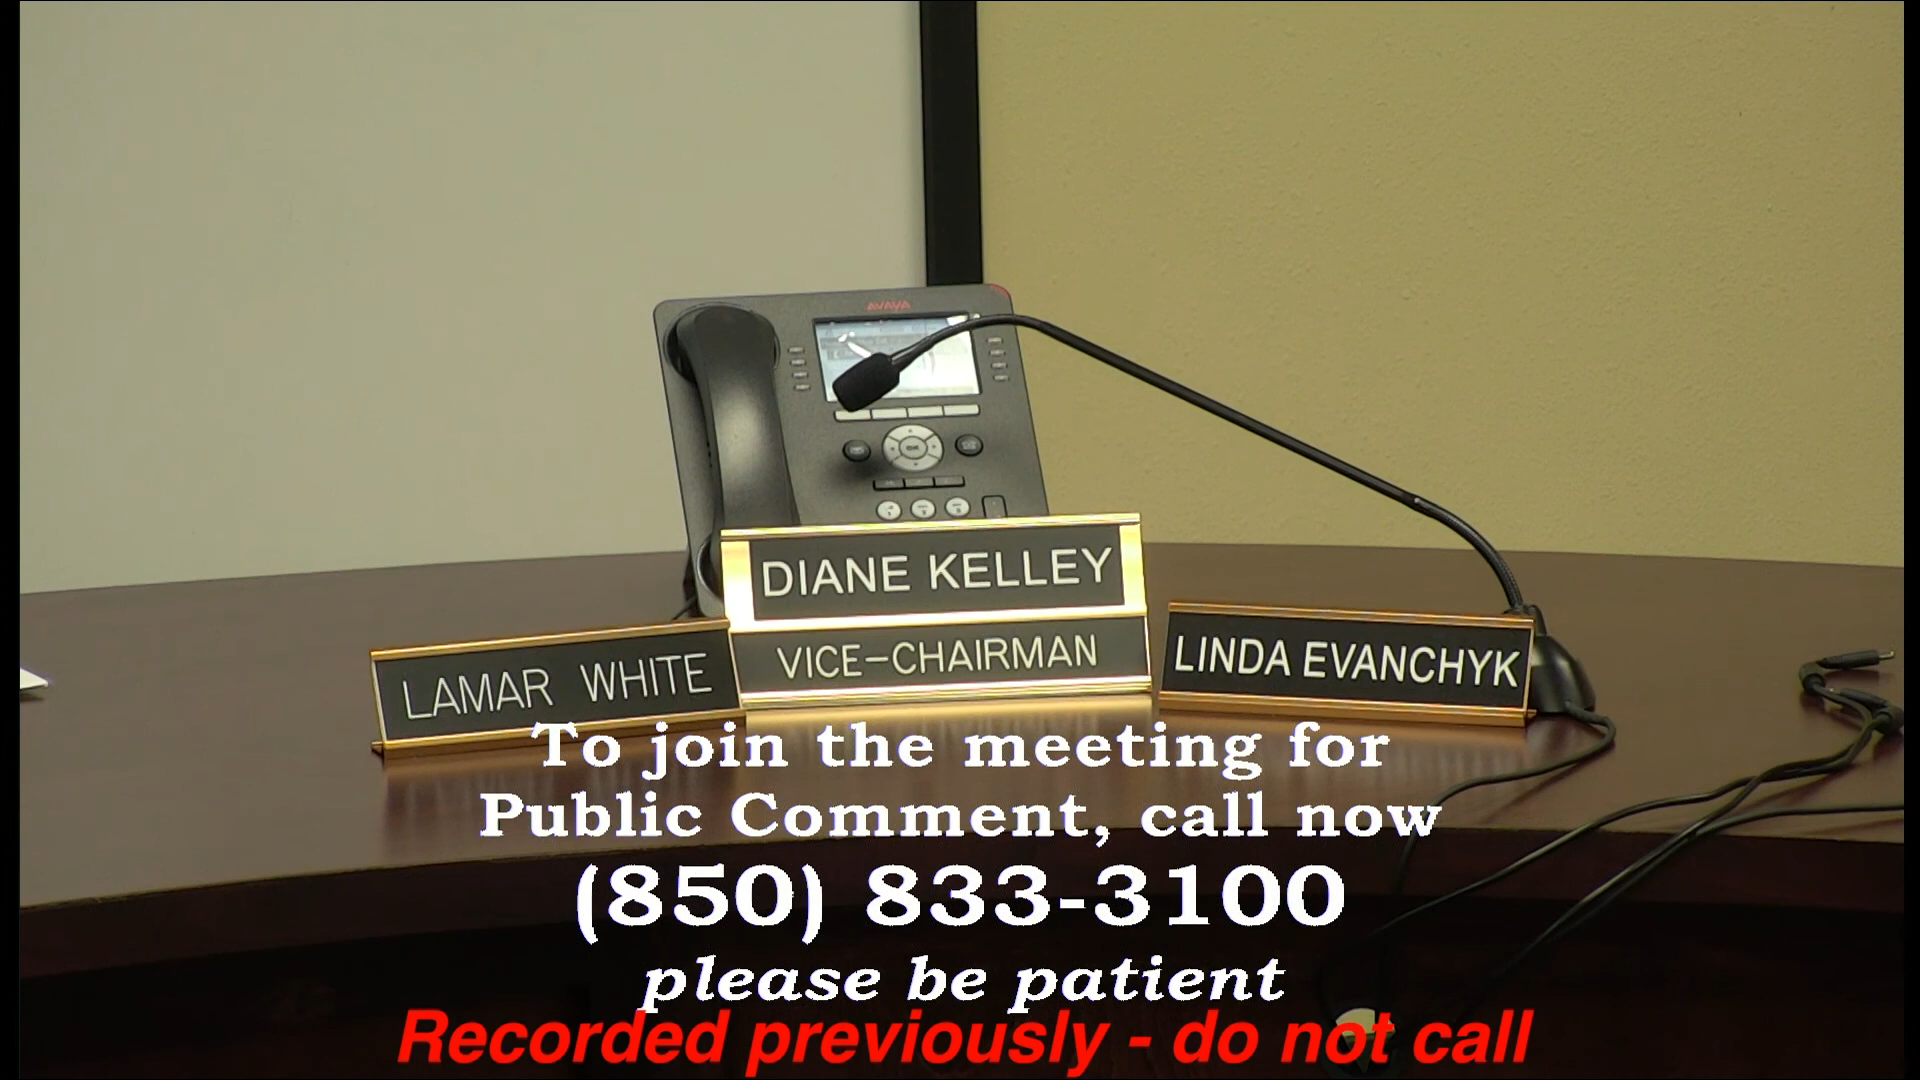 AVAYA
DIANE KELLEY
VICE-CHAIRMAN
LAMAR WHITE
LINDA EVANCHYK
To join the meeting for
Public Comment, call now
(850) 833-3100
please be patient
Recorded previously - do not call